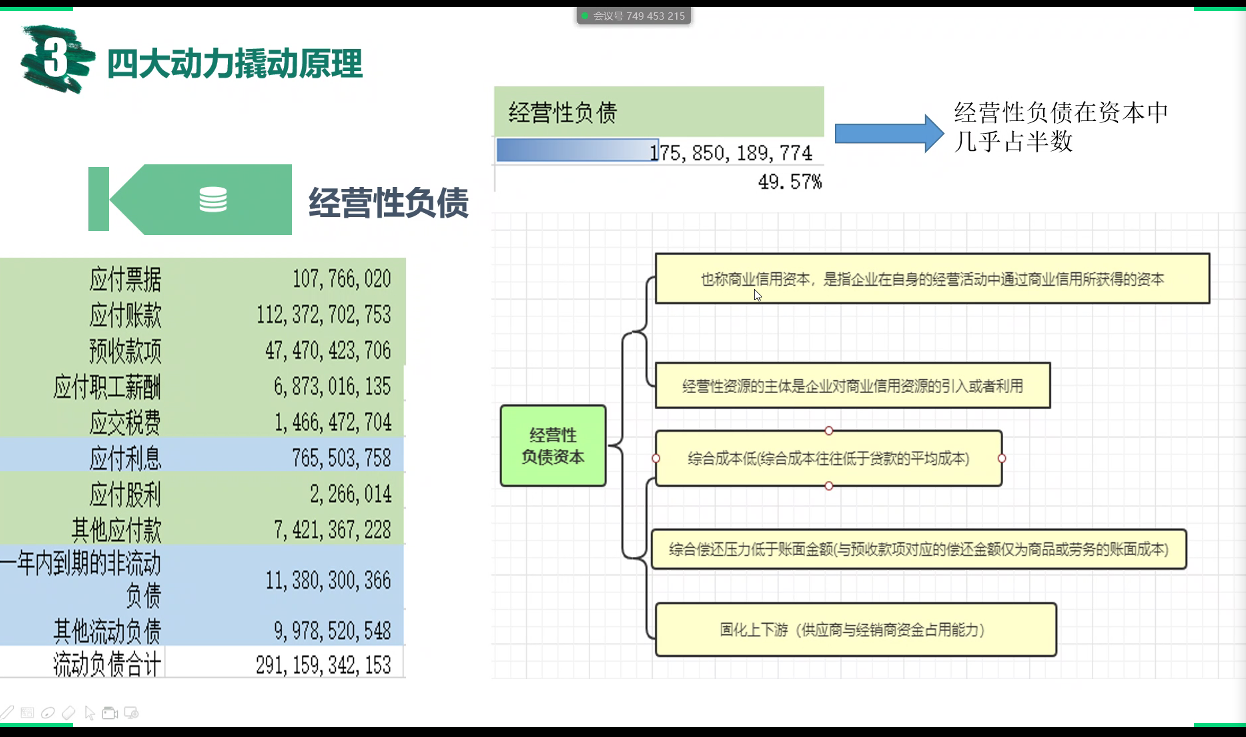 会议号 749 453 215
3
四大动力撬动原理
经营性负债
175,850,189,774
49.57%
经营性负债在资本中
几乎占半数
经营性负债
应付票据 107,766,020
应付账款 112,372,702,753
预收款项 47,470,423,706
应付职工薪酬 6,873,016,135
应交税费 1,466,472,704
应付利息 765,503,758
应付股利 2,266,014
其他应付款 7,421,367,228
一年内到期的非流动
负债 11,380,300,366
其他流动负债 9,978,520,548
流动负债合计 291,159,342,153
经营性
负债资本
也称商业信用资本，是指企业在自身的经营活动中通过商业信用所获得的资本
经营性资源的主体是企业对商业信用资源的引入或者利用
综合成本低(综合成本往往低于贷款的平均成本)
综合偿还压力低于账面金额(与预收款项对应的偿还金额仅为商品或劳务的账面成本)
固化上下游（供应商与经销商资金占用能力）